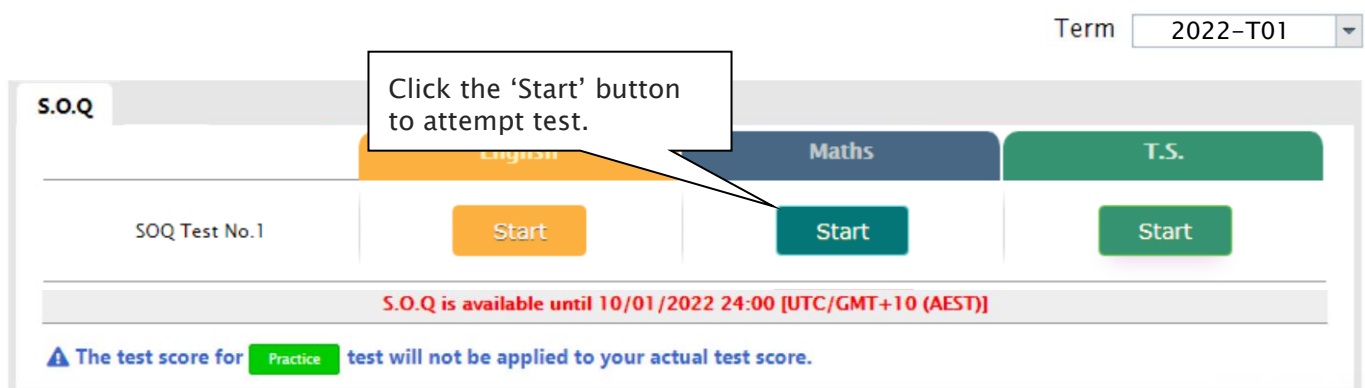 Term 2022-T01
Click the ‘Start’ button
to attempt test.
S.O.Q
English Maths T.S.
SOQ Test No.1 Start Start Start
S.O.Q is available until 10/01/2022 24:00 [UTC/GMT+10 (AEST)]
The test score for Practice test will not be applied to your actual test score.